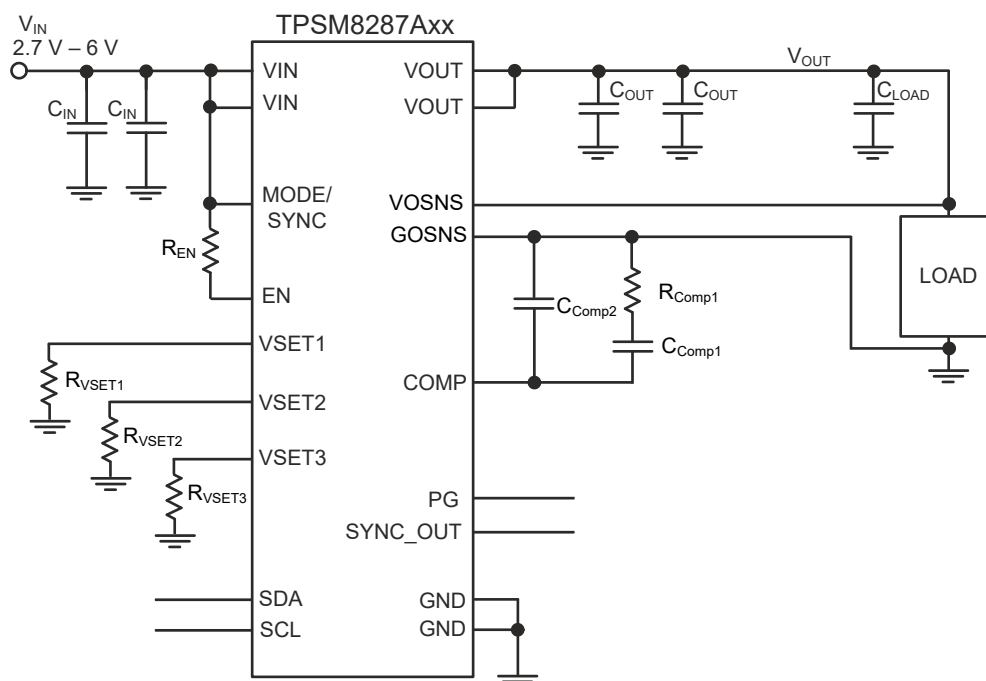 TPSM8287Axx
VIN
2.7 V – 6 V
VIN
VIN
CIN
CIN
MODE/
SYNC
REN
EN
VSET1
RVSET1
VSET2
RVSET2
VSET3
RVSET3
SDA
SCL
VOUT
VOUT
VOUT
COUT
COUT
CLOAD
VOSNS
GOSNS
CComp2
RComp1
CComp1
COMP
LOAD
PG
SYNC_OUT
GND
GND